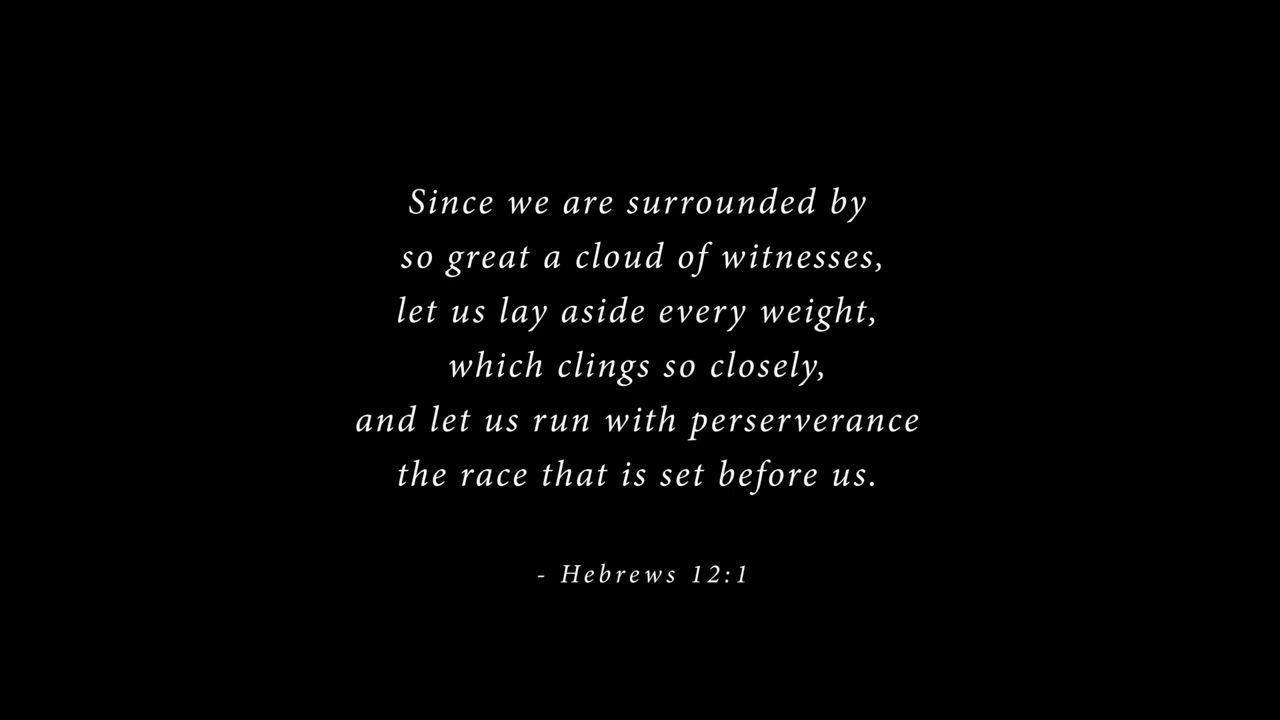 Since we are surrounded by
so great a cloud of witnesses,
let us lay aside every weight,
which clings so closely,
and let us run with perserverance
the race that is set before us.
- Hebrews 12:1